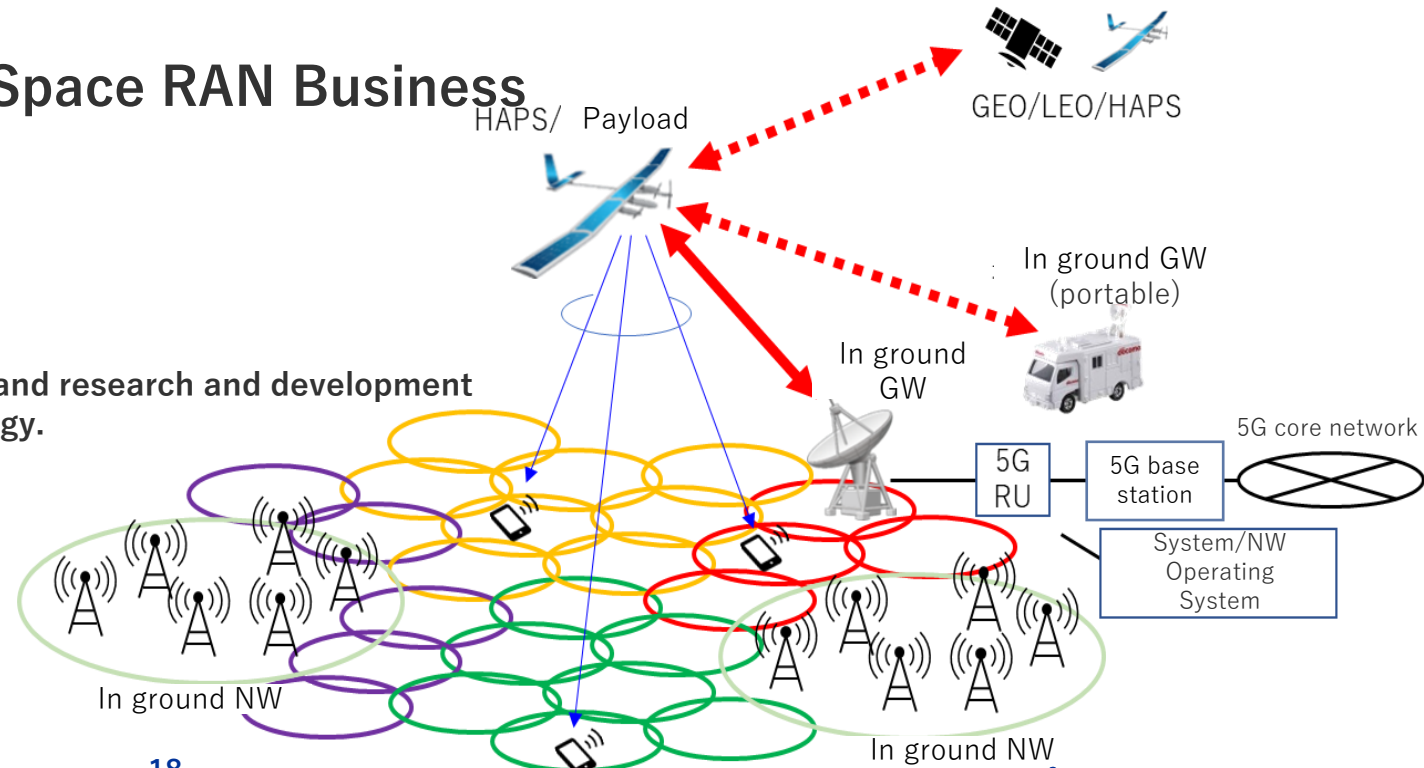 Space RAN Business
HAPS/ Payload
GEO/LEO/HAPS
In ground GW
(portable)
:
docomo
In ground
GW
and research and development
gy.
5G core network
5G
RU
5G base
station
System/NW
Operating
System
In ground NW
In ground NW
18